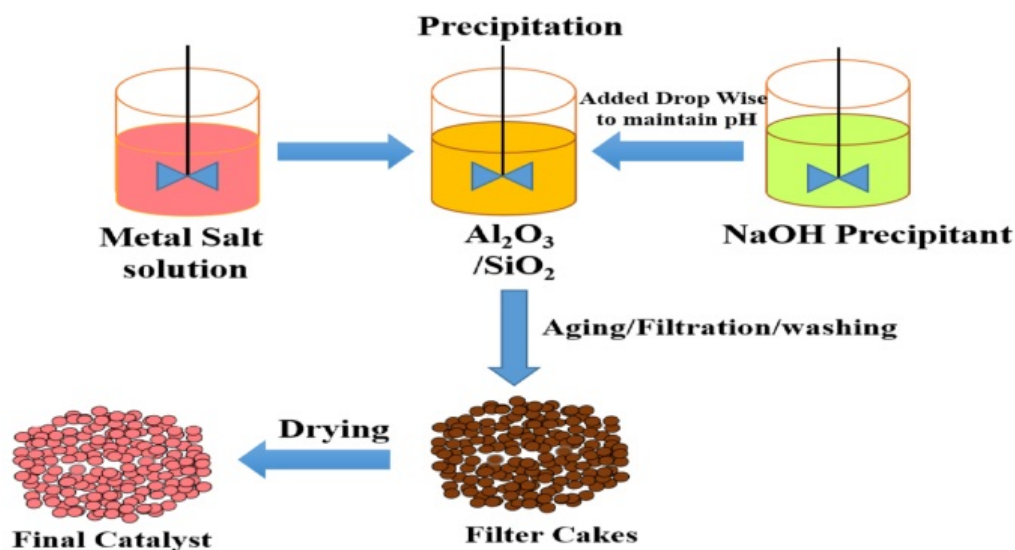 Precipitation
Added Drop Wise
to maintain pH
Metal Salt
solution
Al₂O₃
/SiO₂
NaOH Precipitant
Aging/Filtration/washing
Drying
Final Catalyst
Filter Cakes